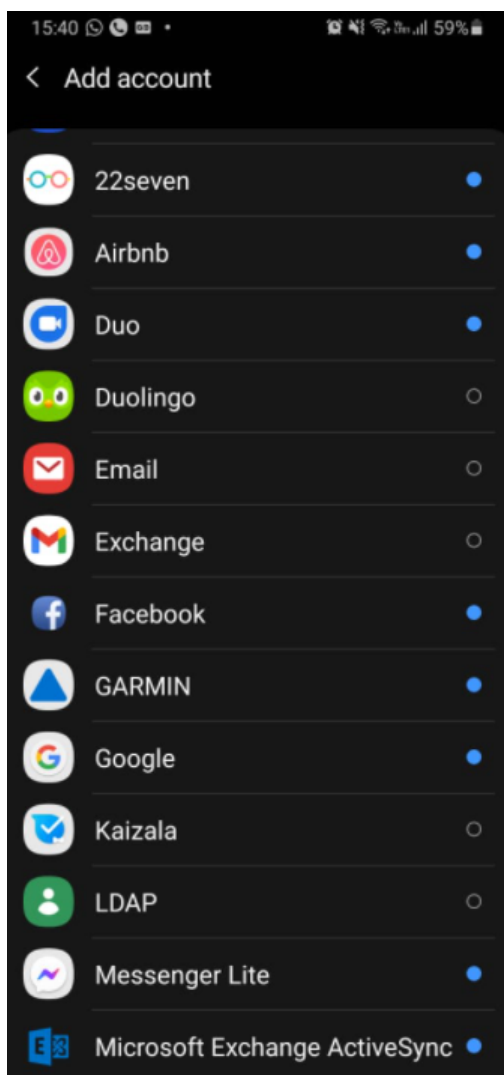 15:40
59%
Add account
22seven
Airbnb
Duo
Duolingo
Email
Exchange
Facebook
GARMIN
Google
Kaizala
LDAP
Messenger Lite
Microsoft Exchange ActiveSync